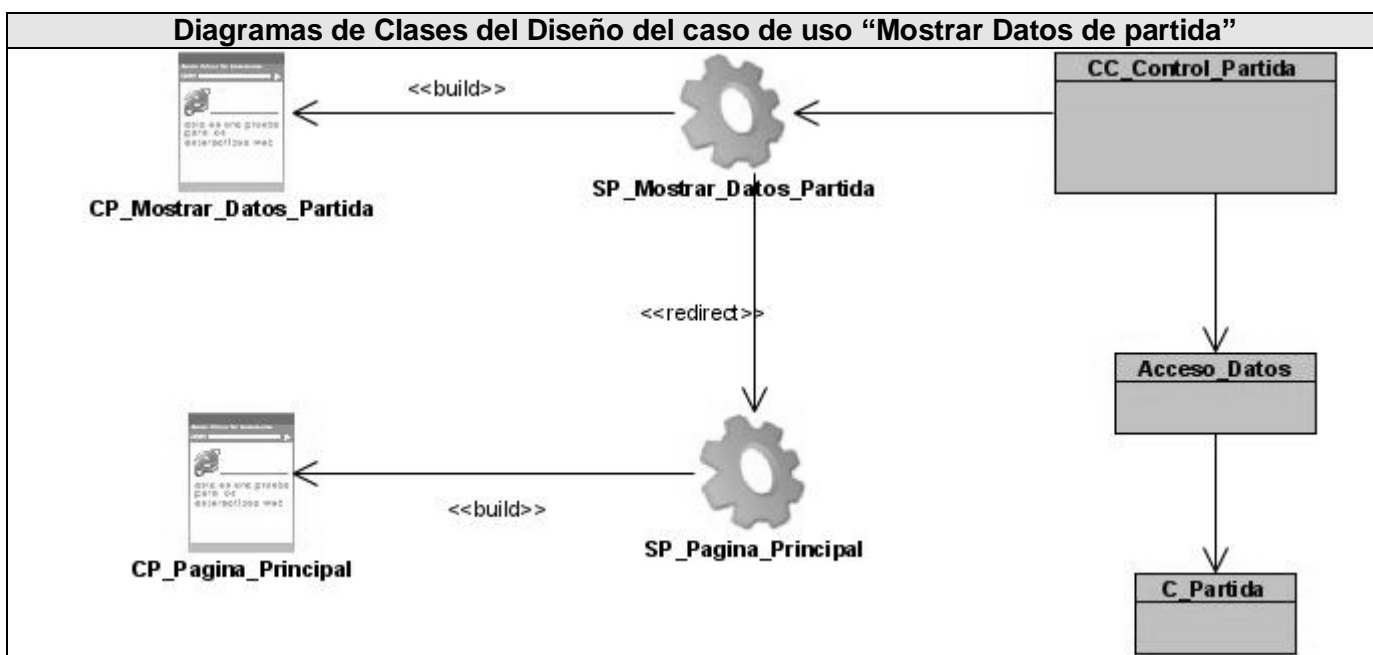 Diagramas de Clases del Diseño del caso de uso “Mostrar Datos de partida”
CC_Control_Partida
<<build>>
SP_Mostrar_Datos_Partida
CP_Mostrar_Datos_Partida
<<redirect>>
Acceso_Datos
<<build>>
SP_Pagina_Principal
CP_Pagina_Principal
C_Partida